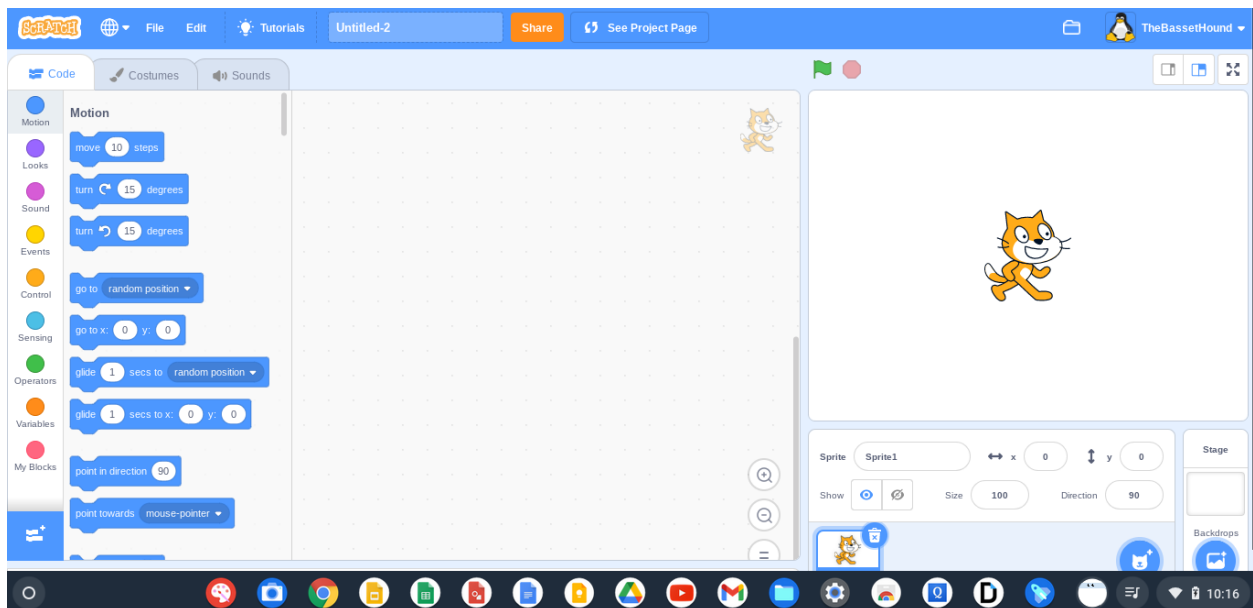 SCRATCH File Edit Tutorials Untitled-2 Share See Project Page TheBassetHound
Code Costumes Sounds
Motion
Looks
Sound
Events
Control
Sensing
Operators
Variables
My Blocks
Motion
move 10 steps
turn 15 degrees
turn 15 degrees
go to random position
go to x: 0 y: 0
glide 1 secs to random position
glide 1 secs to x: 0 y: 0
point in direction 90
point towards mouse-pointer
Sprite Sprite1 x 0 y 0
Show Size 100 Direction 90
Stage
Backdrops
10:16